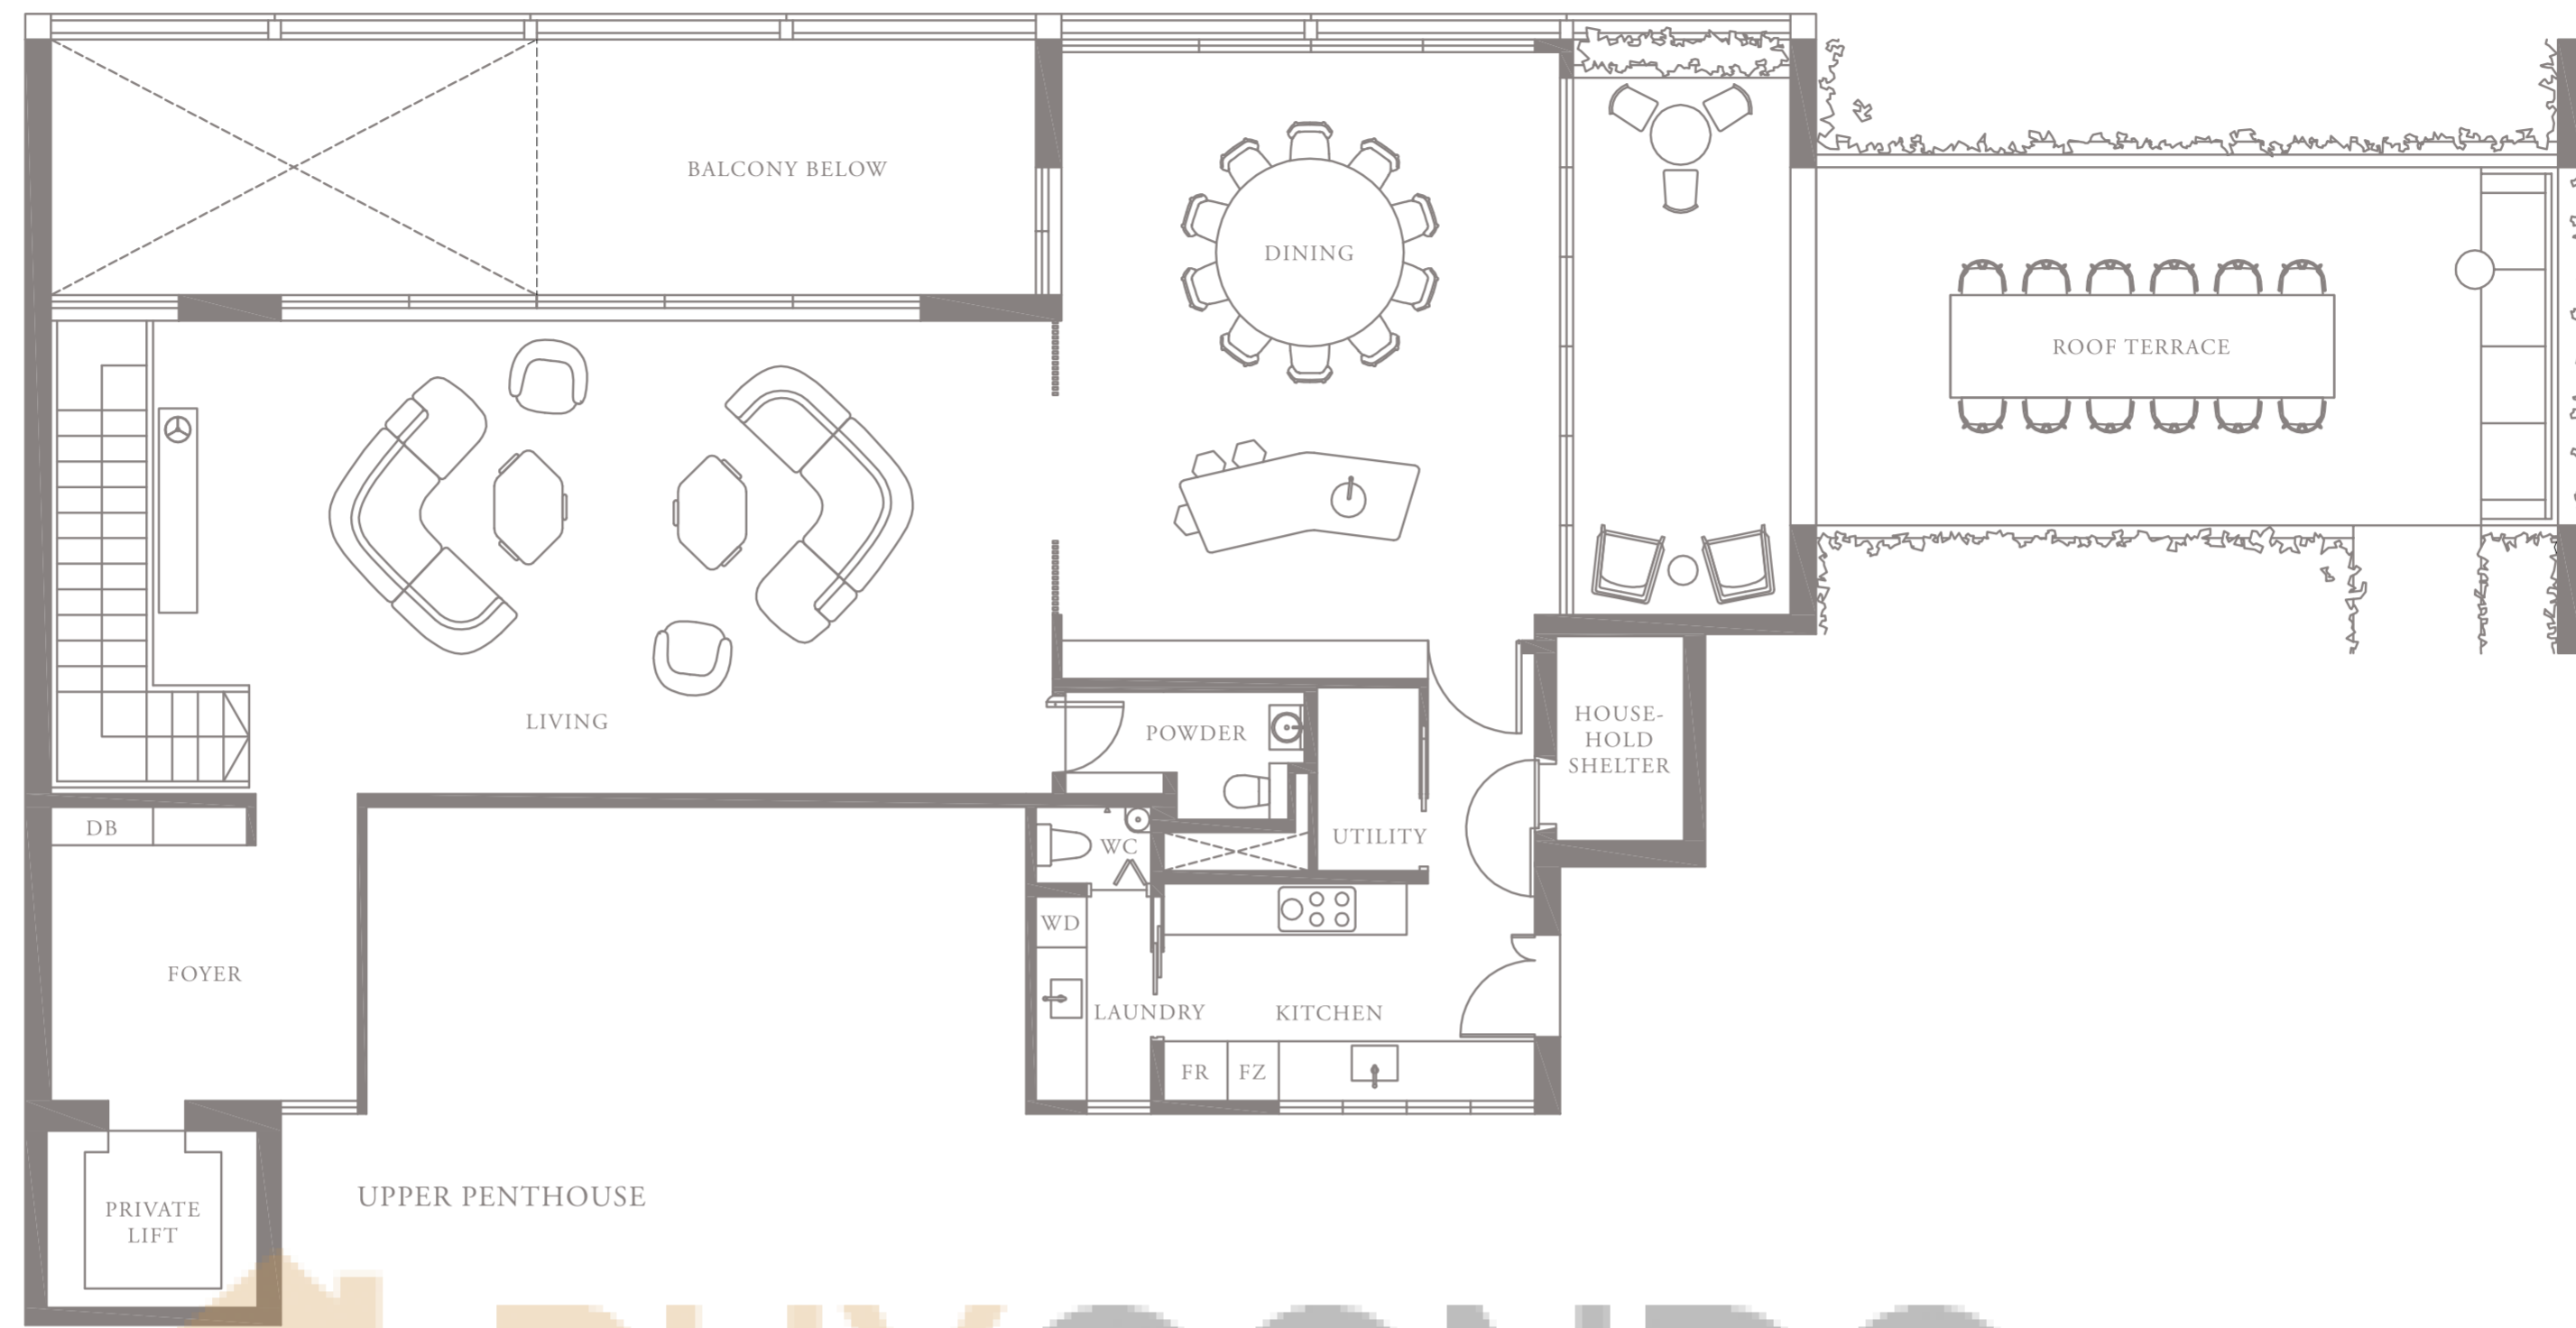 BALCONY BELOW
DINING
ROOF TERRACE
LIVING
POWDER
HOUSE-
HOLD
SHELTER
DB
UTILITY
WC
WD
FOYER
LAUNDRY
KITCHEN
FR
FZ
UPPER PENTHOUSE
PRIVATE
LIFT